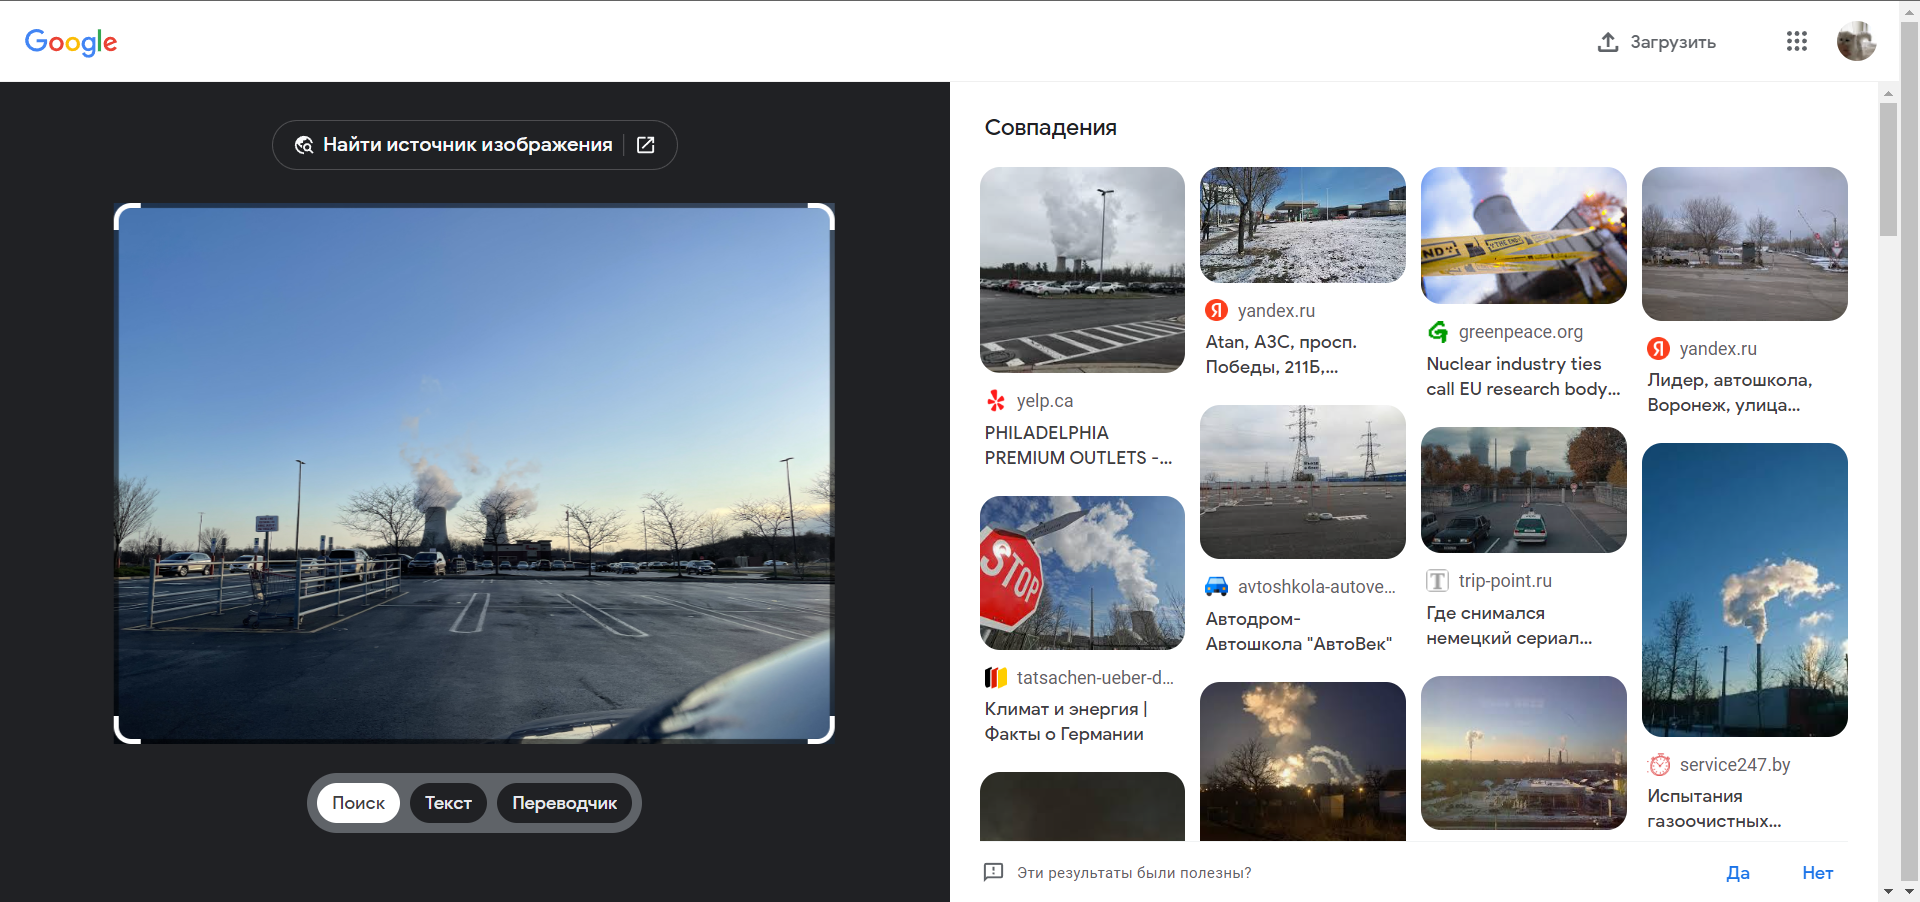 Google
Загрузить
Найти источник изображения
Поиск
Текст
Переводчик
Совпадения
yelp.ca
PHILADELPHIA
PREMIUM OUTLETS -...
STOP
tatsachen-ueber-d...
Климат и энергия |
Факты о Германии
yandex.ru
Atan, АЗС, просп.
Победы, 211Б,...
avtoshkola-autove...
Автодром-
Автошкола "АвтоВек"
greenpeace.org
Nuclear industry ties
call EU research body...
T
trip-point.ru
Где снимался
немецкий сериал...
Я
yandex.ru
Лидер, автошкола,
Воронеж, улица...
service247.by
Испытания
газоочистных...
Эти результаты были полезны?
Да
Нет